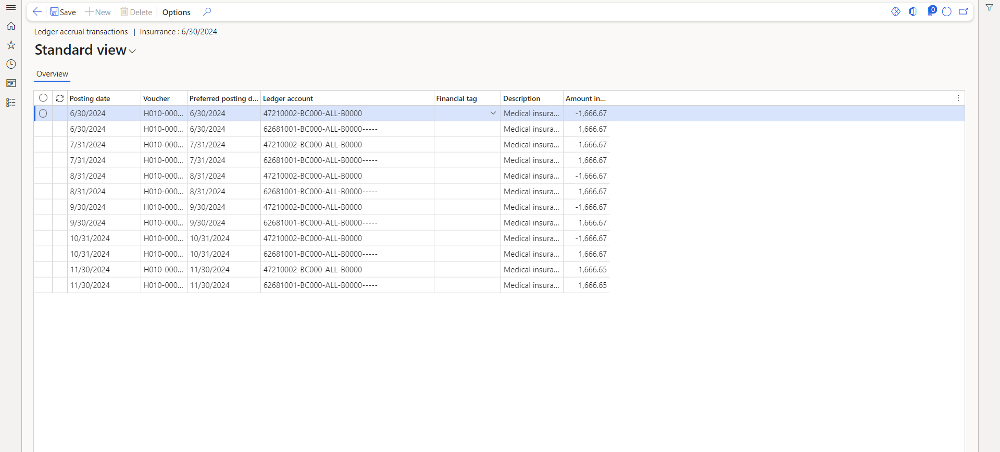 Save New Delete Options 0
Ledger accrual transactions | Insurrance : 6/30/2024
Standard view
Overview
Posting date Voucher Preferred posting d... Ledger account Financial tag Description Amount in...
6/30/2024 H010-000... 6/30/2024 47210002-BC000-ALL-B0000 Medical insura... -1,666.67
6/30/2024 H010-000... 6/30/2024 62681001-BC000-ALL-B0000----- Medical insura... 1,666.67
7/31/2024 H010-000... 7/31/2024 47210002-BC000-ALL-B0000 Medical insura... -1,666.67
7/31/2024 H010-000... 7/31/2024 62681001-BC000-ALL-B0000----- Medical insura... 1,666.67
8/31/2024 H010-000... 8/31/2024 47210002-BC000-ALL-B0000 Medical insura... -1,666.67
8/31/2024 H010-000... 8/31/2024 62681001-BC000-ALL-B0000----- Medical insura... 1,666.67
9/30/2024 H010-000... 9/30/2024 47210002-BC000-ALL-B0000 Medical insura... -1,666.67
9/30/2024 H010-000... 9/30/2024 62681001-BC000-ALL-B0000----- Medical insura... 1,666.67
10/31/2024 H010-000... 10/31/2024 47210002-BC000-ALL-B0000 Medical insura... -1,666.67
10/31/2024 H010-000... 10/31/2024 62681001-BC000-ALL-B0000----- Medical insura... 1,666.67
11/30/2024 H010-000... 11/30/2024 47210002-BC000-ALL-B0000 Medical insura... -1,666.65
11/30/2024 H010-000... 11/30/2024 62681001-BC000-ALL-B0000----- Medical insura... 1,666.65